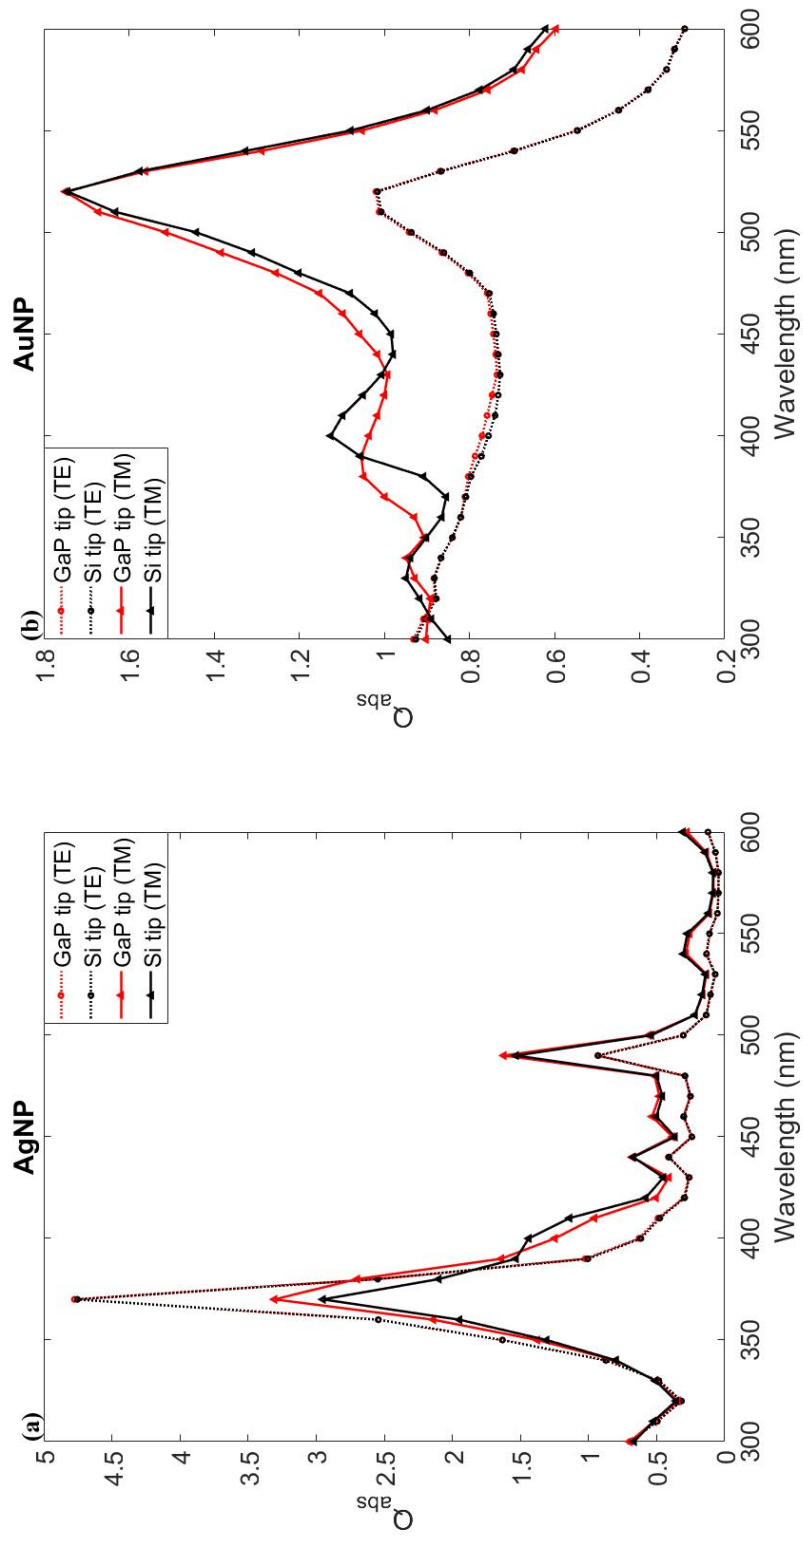 (a)
AgNP
GaP tip (TE)
Si tip (TE)
GaP tip (TM)
Si tip (TM)
5
4.5
4
3.5
3
2.5
2
1.5
1
0.5
0
Qabs
300
350
400
450
500
550
600
Wavelength (nm)
(b)
AuNP
GaP tip (TE)
Si tip (TE)
GaP tip (TM)
Si tip (TM)
1.8
1.6
1.4
1.2
1
0.8
0.6
0.4
0.2
Qabs
300
350
400
450
500
550
600
Wavelength (nm)